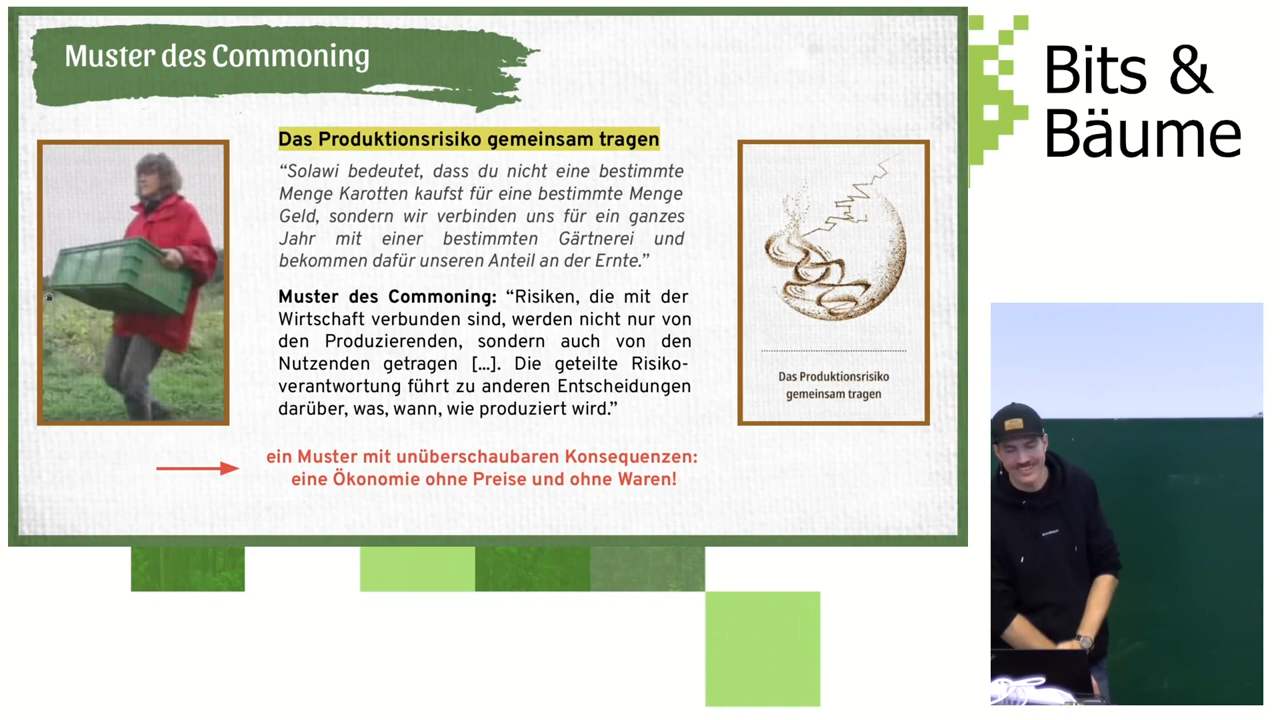 Muster des Commoning
Das Produktionsrisiko gemeinsam tragen
“Solawi bedeutet, dass du nicht eine bestimmte
Menge Karotten kaufst für eine bestimmte Menge
Geld, sondern wir verbinden uns für ein ganzes
Jahr mit einer bestimmten Gärtnerei und
bekommen dafür unseren Anteil an der Ernte.”
Muster des Commoning: “Risiken, die mit der
Wirtschaft verbunden sind, werden nicht nur von
den Produzierenden, sondern auch von den
Nutzenden getragen [...]. Die geteilte Risiko-
verantwortung führt zu anderen Entscheidungen
darüber, was, wann, wie produziert wird.”
ein Muster mit unüberschaubaren Konsequenzen:
eine Ökonomie ohne Preise und ohne Waren!
Das Produktionsrisiko
gemeinsam tragen
Bits &
Bäume